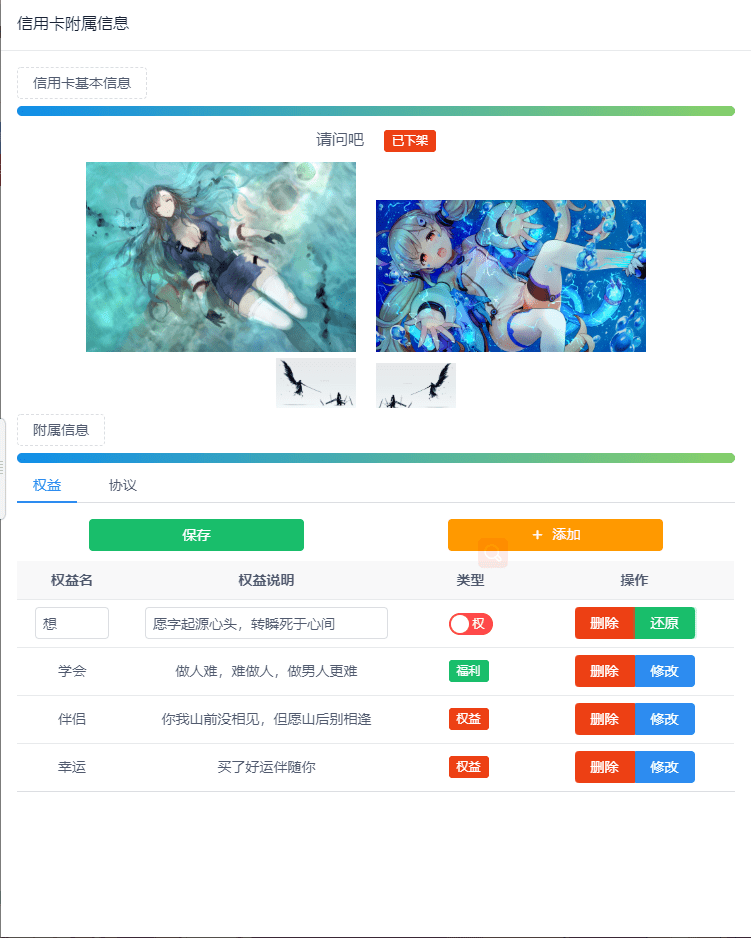 信用卡附属信息
信用卡基本信息
请问吧 已下架
附属信息
权益 协议
保存 + 添加
权益名 权益说明 类型 操作
想 愿字起源心头，转瞬死于心间 权 删除 还原
学会 做人难，难做人，做男人更难 福利 删除 修改
伴侣 你我山前没相见，但愿山后别相逢 权益 删除 修改
幸运 买了好运伴随你 权益 删除 修改